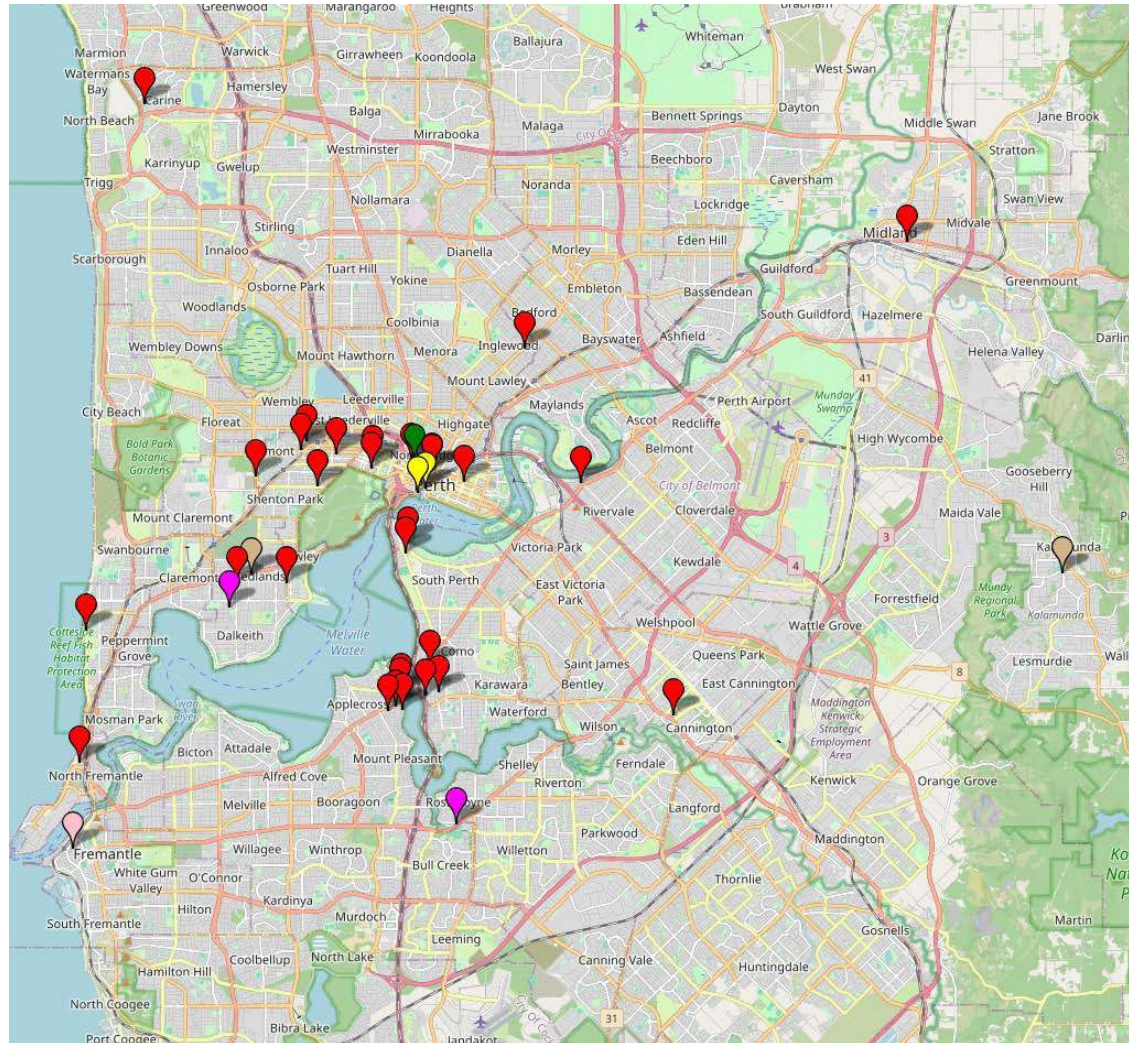 Greenwood
Marangaroo
Heights
Brabham
Marmion
Warwick
Girrawheen
Koondoola
Ballajura
Whiteman
Watermans
Bay
Hamersley
West Swan
Carine
North Beach
Balga
Mirrabooka
Malaga
Bennett Springs
Dayton
Middle Swan
Jane Brook
Westminster
Stratton
Karrinyup
Gwelup
Beechboro
Trigg
Nollamara
Noranda
Caversham
Swan View
Lockridge
Stirling
Midland
Midvale
Innaloo
Dianella
Morley
Eden Hill
Scarborough
Tuart Hill
Yokine
Guildford
Greenmount
Osborne Park
Embleton
Bassendean
Woodlands
Bedford
South Guildford
Hazelmere
Coolbinia
Wembley Downs
Mount Hawthorn
Menora
Inglewood
Bayswater
Ashfield
Helena Valley
Mount Lawley
41
City Beach
Wembley
Leederville
Maylands
Ascot
Perth Airport
Munday
Swamp
Floreat
Highgate
Redcliffe
Bold Park
Botanic
Gardens
Belmont
High Wycombe
Gooseberry
Hill
Perth
City of Belmont
Shenton Park
Cloverdale
Maida Vale
Mount Claremont
Rivervale
Swanbourne
Victoria Park
Kewdale
3
Kalamunda
Claremont
South Perth
East Victoria
Park
4
Forrestfield
Mundy
Regional
Park
Kalamunda
Cottesloe
Reef Fish
Habitat
Protection
Area
Peppermint
Grove
Dalkeith
Melville
Water
Welshpool
Wattle Grove
Como
Saint James
Queens Park
Lesmurdie
8
Karawara
Bentley
East Cannington
Applecross
Waterford
Maddington
Kenwick
Strategic
Employment
Area
Mosman Park
Swan
River
Wilson
Cannington
Bicton
Attadale
Mount Pleasant
Shelley
Ferndale
North Fremantle
Alfred Cove
Riverton
Kenwick
Orange Grove
Melville
Booragoon
Rossmoyne
Langford
Fremantle
Willagee
Winthrop
Parkwood
Maddington
White Gum
Valley
O'Connor
Bull Creek
Willetton
Kardinya
Thornlie
Hilton
Murdoch
South Fremantle
Martin
Coolbellup
North Lake
Leeming
Canning Vale
Gosnells
Hamilton Hill
Huntingdale
North Coogee
Bibra Lake
31
Port Coogee
Jandakot